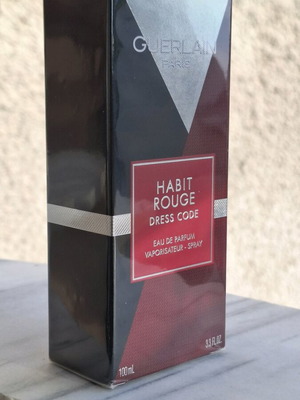 GUERLAIN
PARIS
HABIT
ROUGE
DRESS CODE
EAU DE PARFUM
VAPORISATEUR - SPRAY
100 mL
3.3 FL.OZ